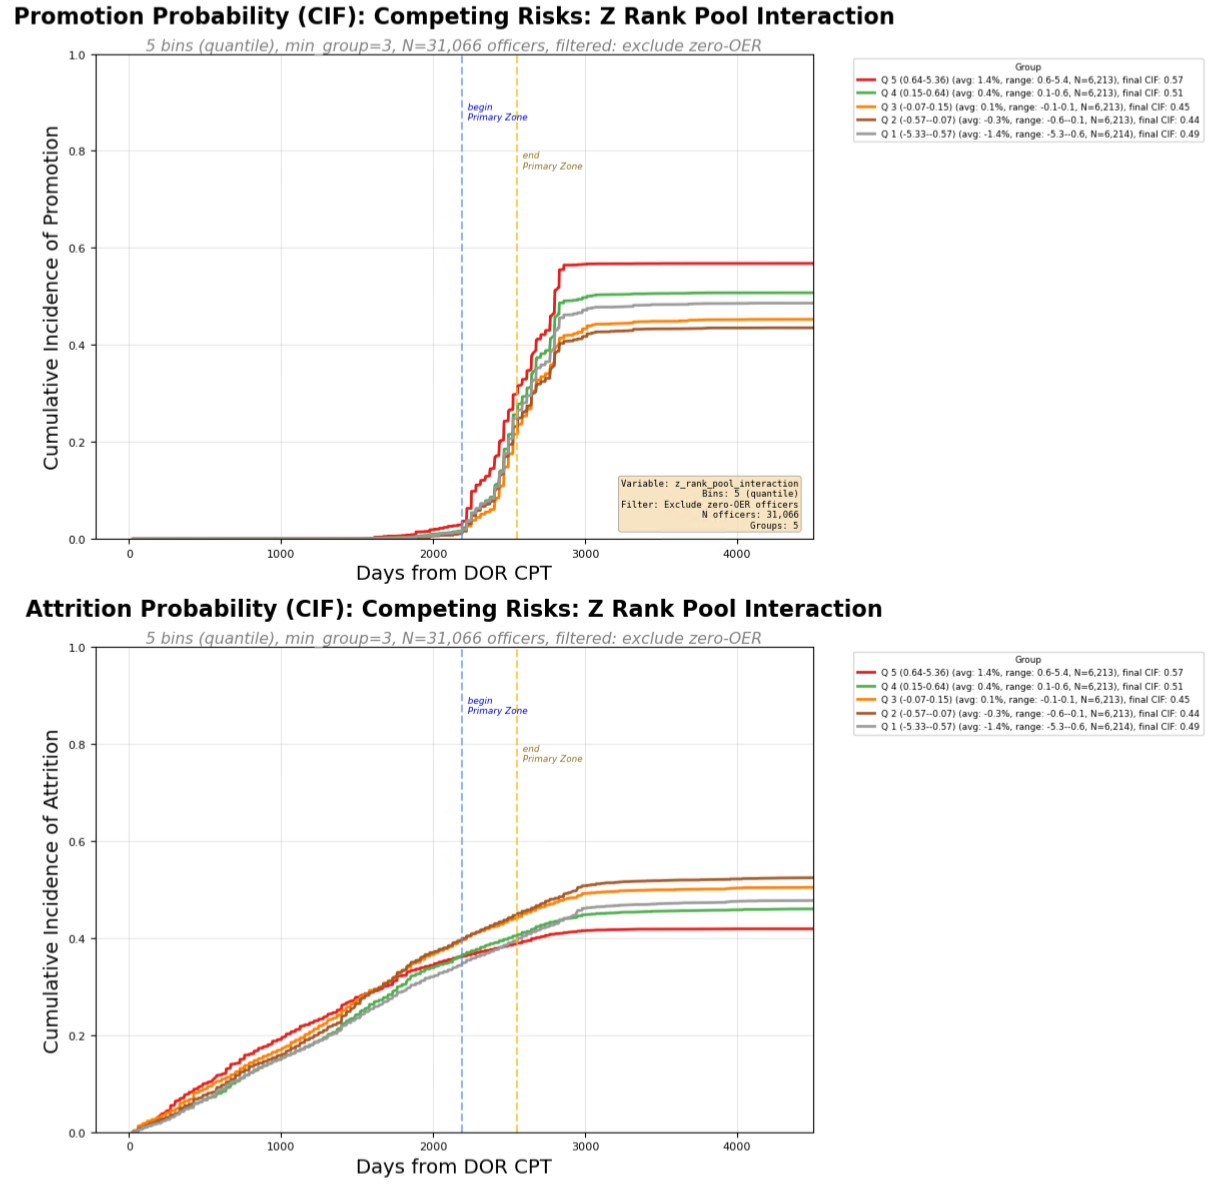 Promotion Probability (CIF): Competing Risks: Z Rank Pool Interaction
5 bins (quantile), min_group=3, N=31,066 officers, filtered: exclude zero-OER
Cumulative Incidence of Promotion
1.0
0.8
0.6
0.4
0.2
0.0
begin
Primary Zone
end
Primary Zone
Variable: z_rank_pool_interaction
Bins: 5 (quantile)
Filter: Exclude zero-OER officers
N officers: 31,066
Groups: 5
0 1000 2000 3000 4000
Days from DOR CPT
Group
Q 5 (0.64-5.36) (avg: 1.4%, range: 0.6-5.4, N=6,213), final CIF: 0.57
Q 4 (0.15-0.64) (avg: 0.4%, range: 0.1-0.6, N=6,213), final CIF: 0.51
Q 3 (-0.07-0.15) (avg: 0.1%, range: -0.1-0.1, N=6,213), final CIF: 0.45
Q 2 (-0.57--0.07) (avg: -0.3%, range: -0.6--0.1, N=6,213), final CIF: 0.44
Q 1 (-5.33--0.57) (avg: -1.4%, range: -5.3--0.6, N=6,214), final CIF: 0.49
Attrition Probability (CIF): Competing Risks: Z Rank Pool Interaction
5 bins (quantile), min_group=3, N=31,066 officers, filtered: exclude zero-OER
Cumulative Incidence of Attrition
1.0
0.8
0.6
0.4
0.2
0.0
begin
Primary Zone
end
Primary Zone
0 1000 2000 3000 4000
Days from DOR CPT
Group
Q 5 (0.64-5.36) (avg: 1.4%, range: 0.6-5.4, N=6,213), final CIF: 0.57
Q 4 (0.15-0.64) (avg: 0.4%, range: 0.1-0.6, N=6,213), final CIF: 0.51
Q 3 (-0.07-0.15) (avg: 0.1%, range: -0.1-0.1, N=6,213), final CIF: 0.45
Q 2 (-0.57--0.07) (avg: -0.3%, range: -0.6--0.1, N=6,213), final CIF: 0.44
Q 1 (-5.33--0.57) (avg: -1.4%, range: -5.3--0.6, N=6,214), final CIF: 0.49